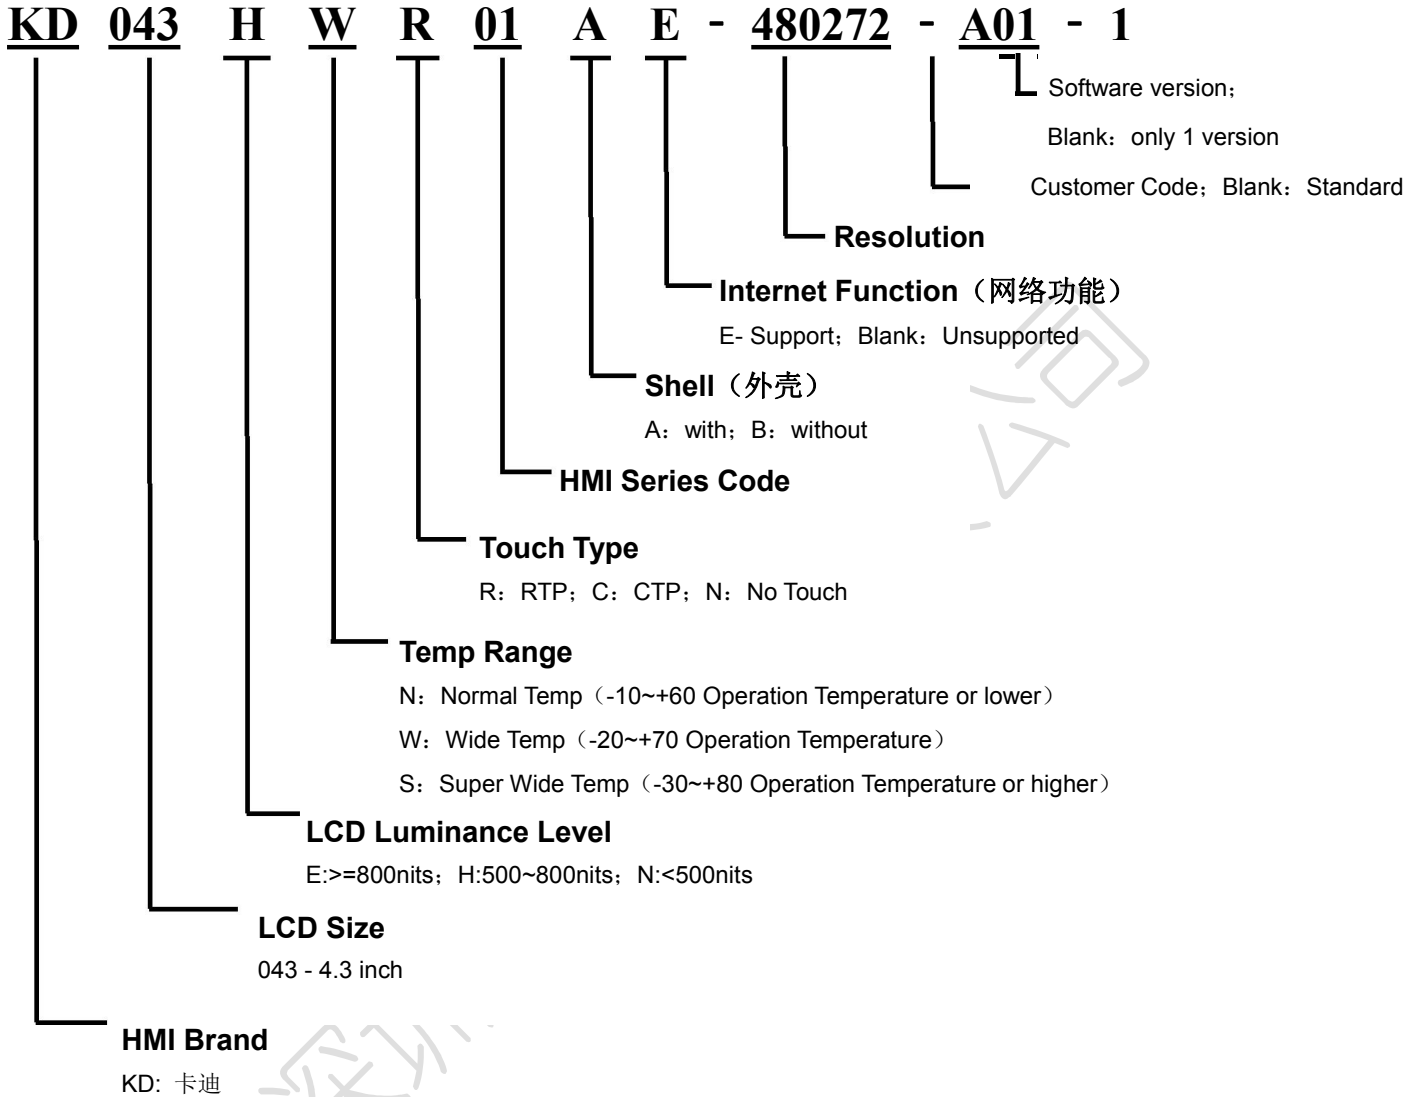 KD 043 H W R 01 A E - 480272 - A01 - 1
Software version；
Blank：only 1 version
Customer Code；Blank：Standard
Resolution
Internet Function（网络功能）
E- Support；Blank：Unsupported
Shell（外壳）
A：with；B：without
HMI Series Code
Touch Type
R：RTP；C：CTP；N：No Touch
Temp Range
N：Normal Temp（-10~+60 Operation Temperature or lower）
W：Wide Temp（-20~+70 Operation Temperature）
S：Super Wide Temp（-30~+80 Operation Temperature or higher）
LCD Luminance Level
E:>=800nits；H:500~800nits；N:<500nits
LCD Size
043 - 4.3 inch
HMI Brand
KD: 卡迪
公司